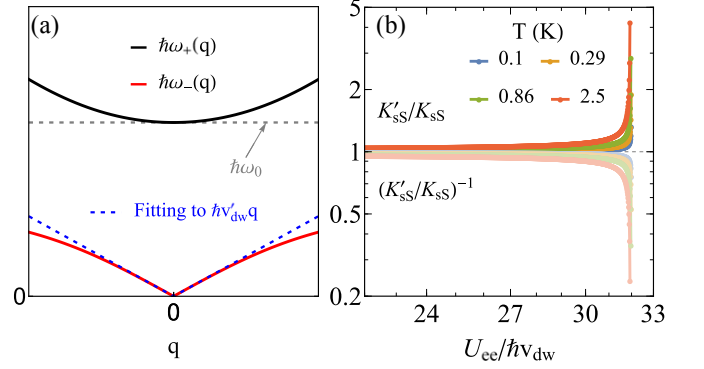 (a)
ħω₊(q)
ħω₋(q)
ħω₀
Fitting to ħv′dwq
0
0
q
(b)
T (K)
0.1
0.29
0.86
2.5
K′sS/KsS
(K′sS/KsS)⁻¹
5
2
1
0.5
0.2
24
27
30
33
Uee/ħvdw